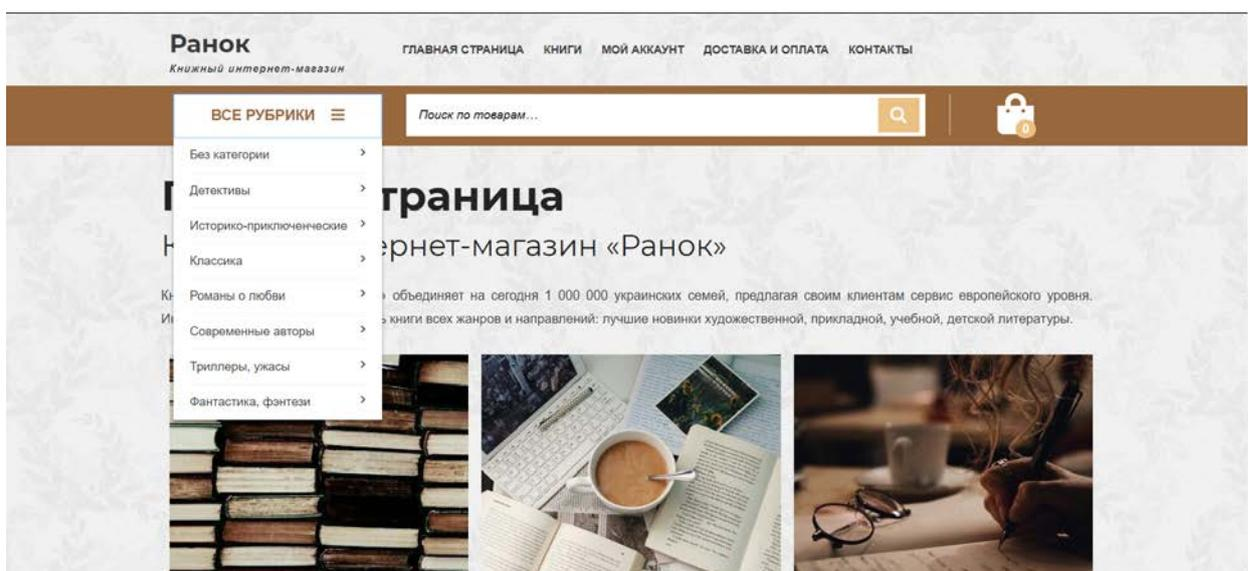 Ранок
Книжный интернет-магазин
ГЛАВНАЯ СТРАНИЦА КНИГИ МОЙ АККАУНТ ДОСТАВКА И ОПЛАТА КОНТАКТЫ
ВСЕ РУБРИКИ
Поиск по товарам...
0
Без категории
Детективы
Историко-приключенческие
Классика
Романы о любви
Современные авторы
Триллеры, ужасы
Фантастика, фэнтези
траница
ернет-магазин «Ранок»
объединяет на сегодня 1 000 000 украинских семей, предлагая своим клиентам сервис европейского уровня.
книги всех жанров и направлений: лучшие новинки художественной, прикладной, учебной, детской литературы.